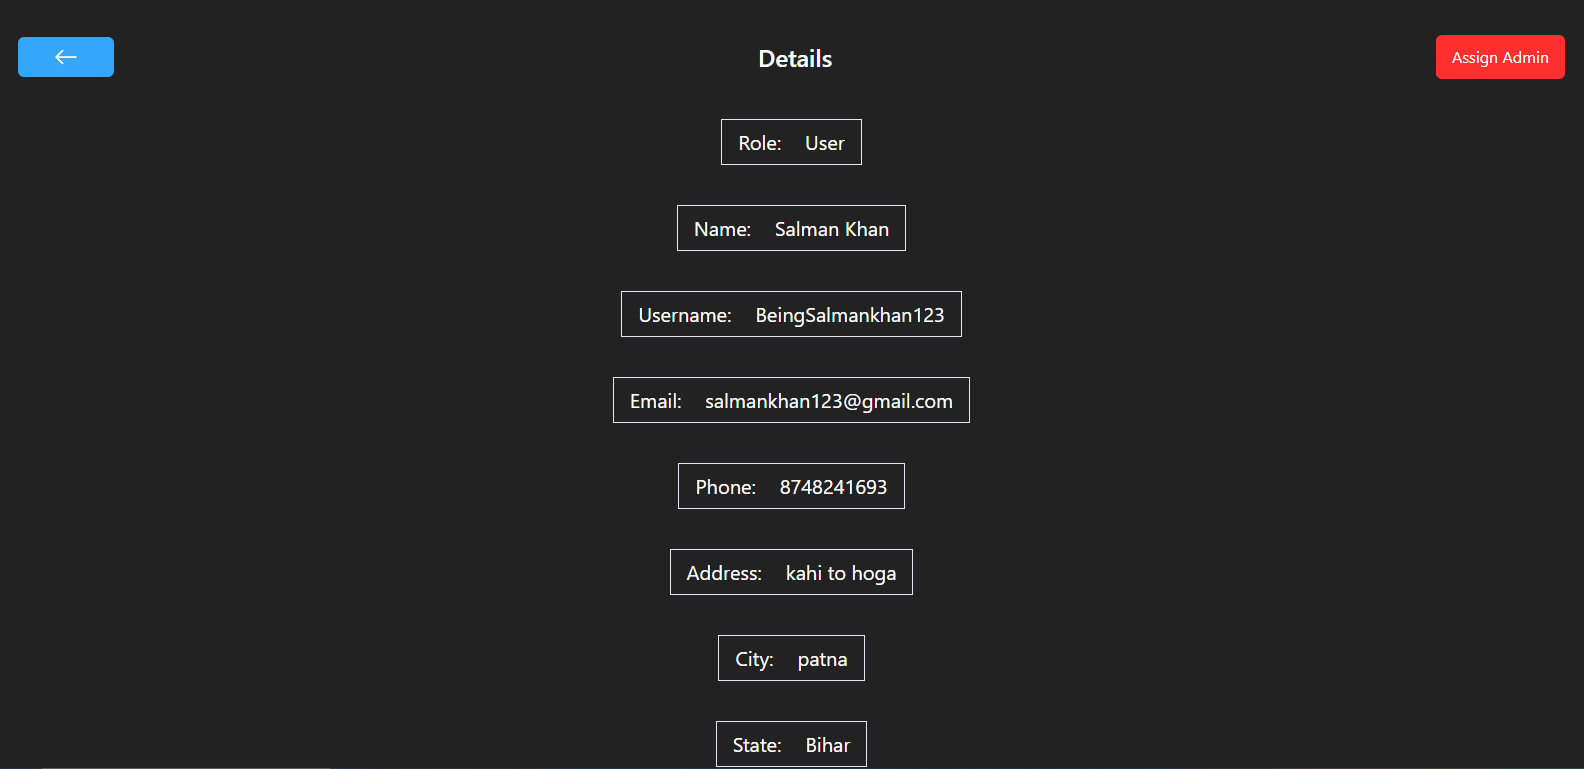 Details
Assign Admin
Role: User
Name: Salman Khan
Username: BeingSalmankhan123
Email: salmankhan123@gmail.com
Phone: 8748241693
Address: kahi to hoga
City: patna
State: Bihar